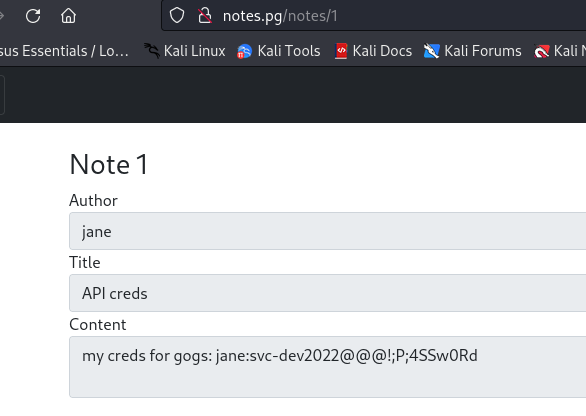 notes.pg/notes/1
sus Essentials / Lo… Kali Linux Kali Tools Kali Docs Kali Forums Kali N
Note 1
Author
jane
Title
API creds
Content
my creds for gogs: jane:svc-dev2022@@@!;P;4SSw0Rd